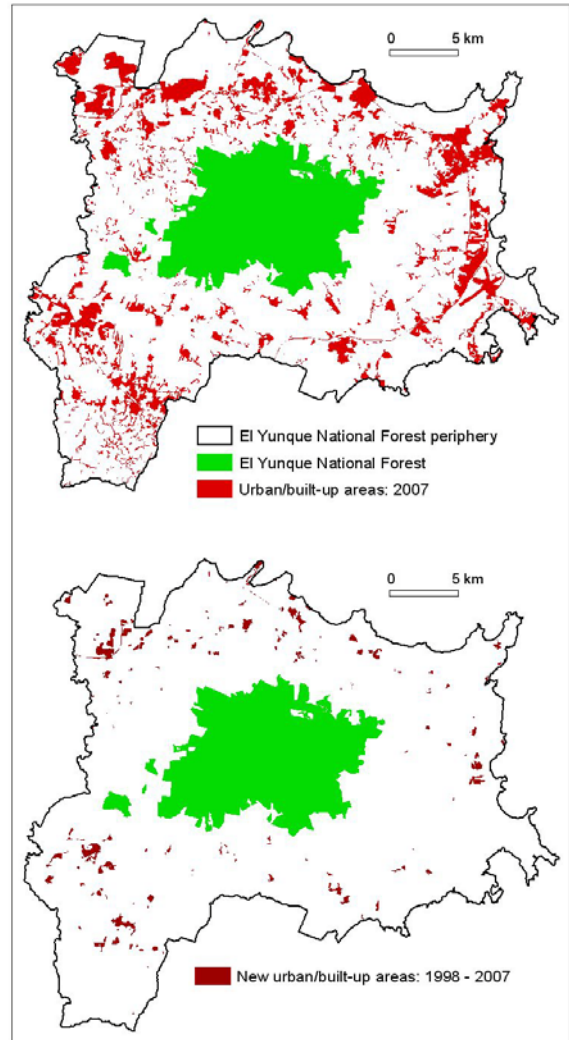 0 5 km
El Yunque National Forest periphery
El Yunque National Forest
Urban/built-up areas: 2007
0 5 km
New urban/built-up areas: 1998 - 2007